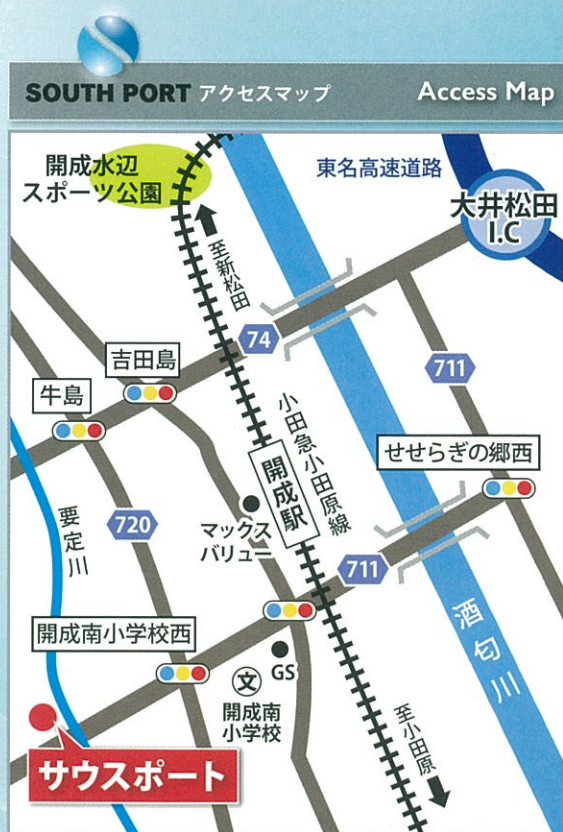 SOUTH PORT アクセスマップ
Access Map
開成水辺
スポーツ公園
東名高速道路
大井松田
I.C
至新松田
74
吉田島
711
牛島
小田急小田原線
せせらぎの郷西
開成駅
要定川
720
マックス
バリュー
711
開成南小学校西
酒匂川
GS
文
開成南
小学校
至小田原
サウスポート